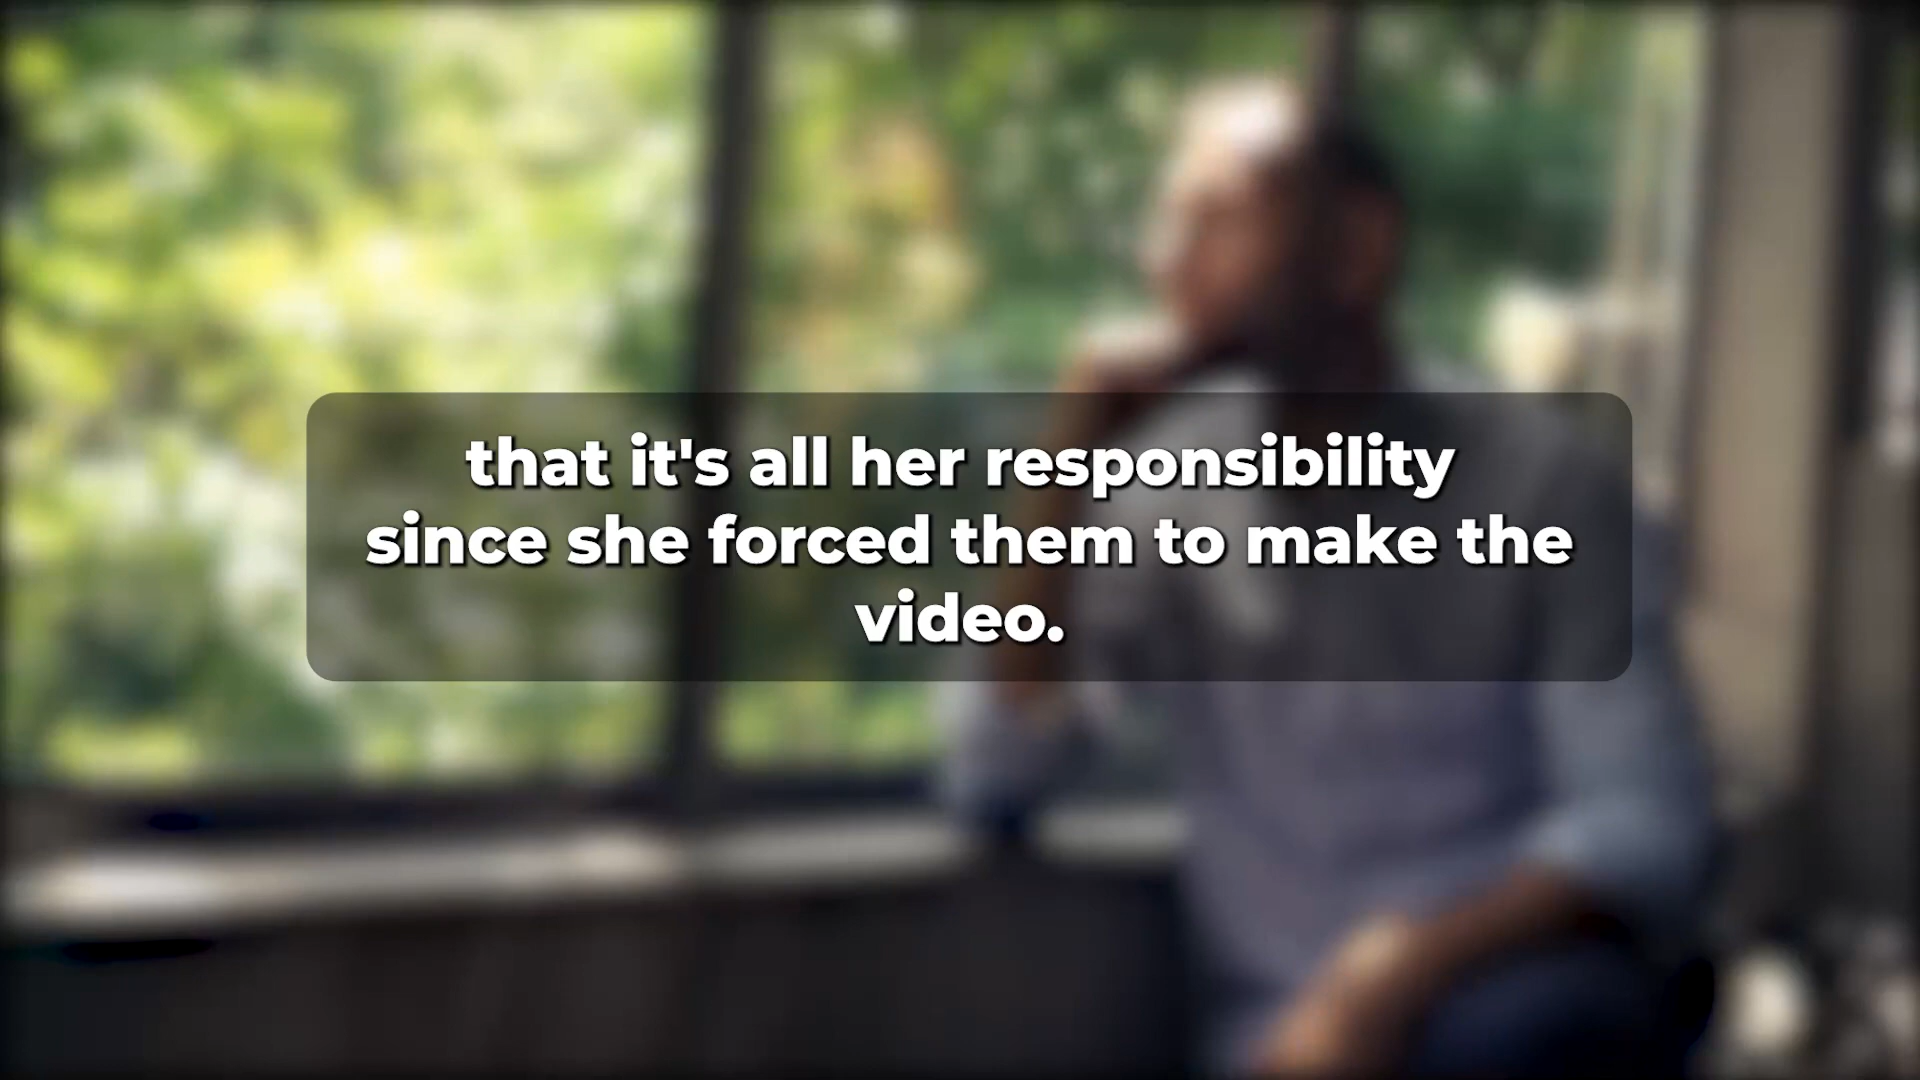 that it's all her responsibility
since she forced them to make the
video.